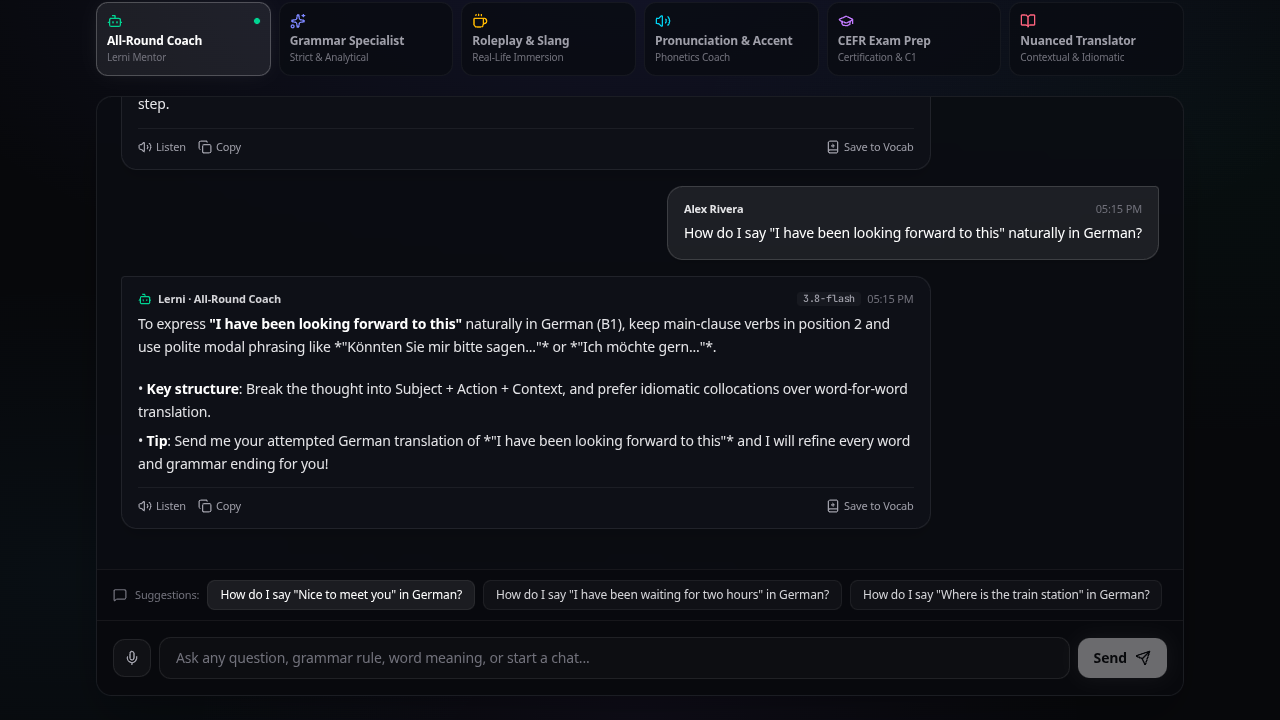 All-Round Coach
Lerni Mentor
Grammar Specialist
Strict & Analytical
Roleplay & Slang
Real-Life Immersion
Pronunciation & Accent
Phonetics Coach
CEFR Exam Prep
Certification & C1
Nuanced Translator
Contextual & Idiomatic
step.
Listen Copy Save to Vocab
Alex Rivera 05:15 PM
How do I say "I have been looking forward to this" naturally in German?
Lerni · All-Round Coach 3.8-flash 05:15 PM
To express "I have been looking forward to this" naturally in German (B1), keep main-clause verbs in position 2 and
use polite modal phrasing like *"Könnten Sie mir bitte sagen..."* or *"Ich möchte gern..."*.
• Key structure: Break the thought into Subject + Action + Context, and prefer idiomatic collocations over word-for-word
translation.
• Tip: Send me your attempted German translation of *"I have been looking forward to this"* and I will refine every word
and grammar ending for you!
Listen Copy Save to Vocab
Suggestions: How do I say "Nice to meet you" in German? How do I say "I have been waiting for two hours" in German? How do I say "Where is the train station" in German?
Ask any question, grammar rule, word meaning, or start a chat... Send